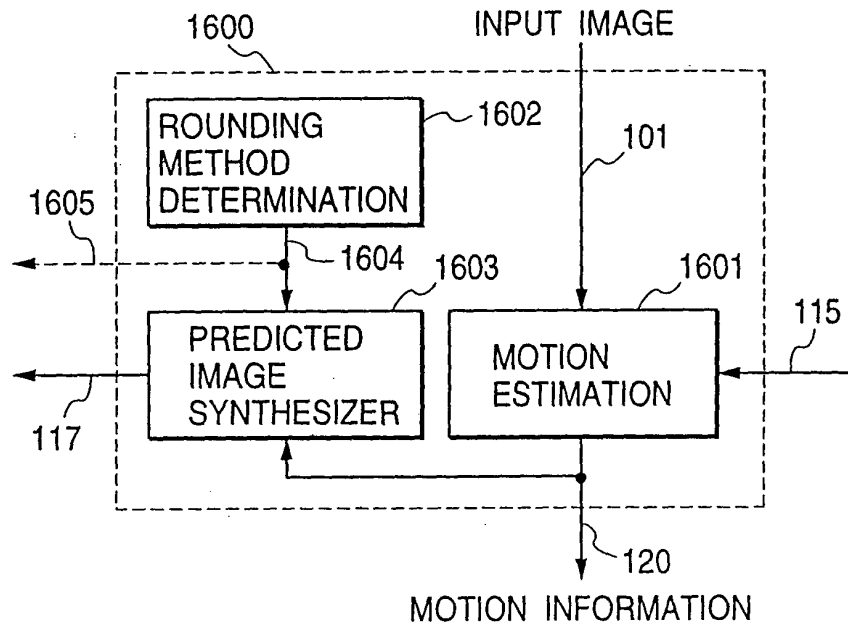 1600
INPUT IMAGE
ROUNDING
METHOD
DETERMINATION
1602
101
1605
1604
1603
1601
PREDICTED
IMAGE
SYNTHESIZER
MOTION
ESTIMATION
115
117
120
MOTION INFORMATION